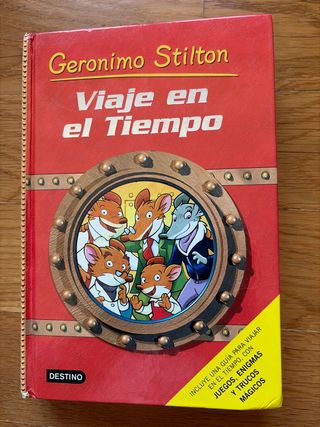 Geronimo Stilton
Viaje en
el Tiempo
INCLUYE UNA GUÍA PARA VIAJAR
EN EL TIEMPO, CON
JUEGOS, ENIGMAS
Y TRUCOS
MÁGICOS
DESTINO